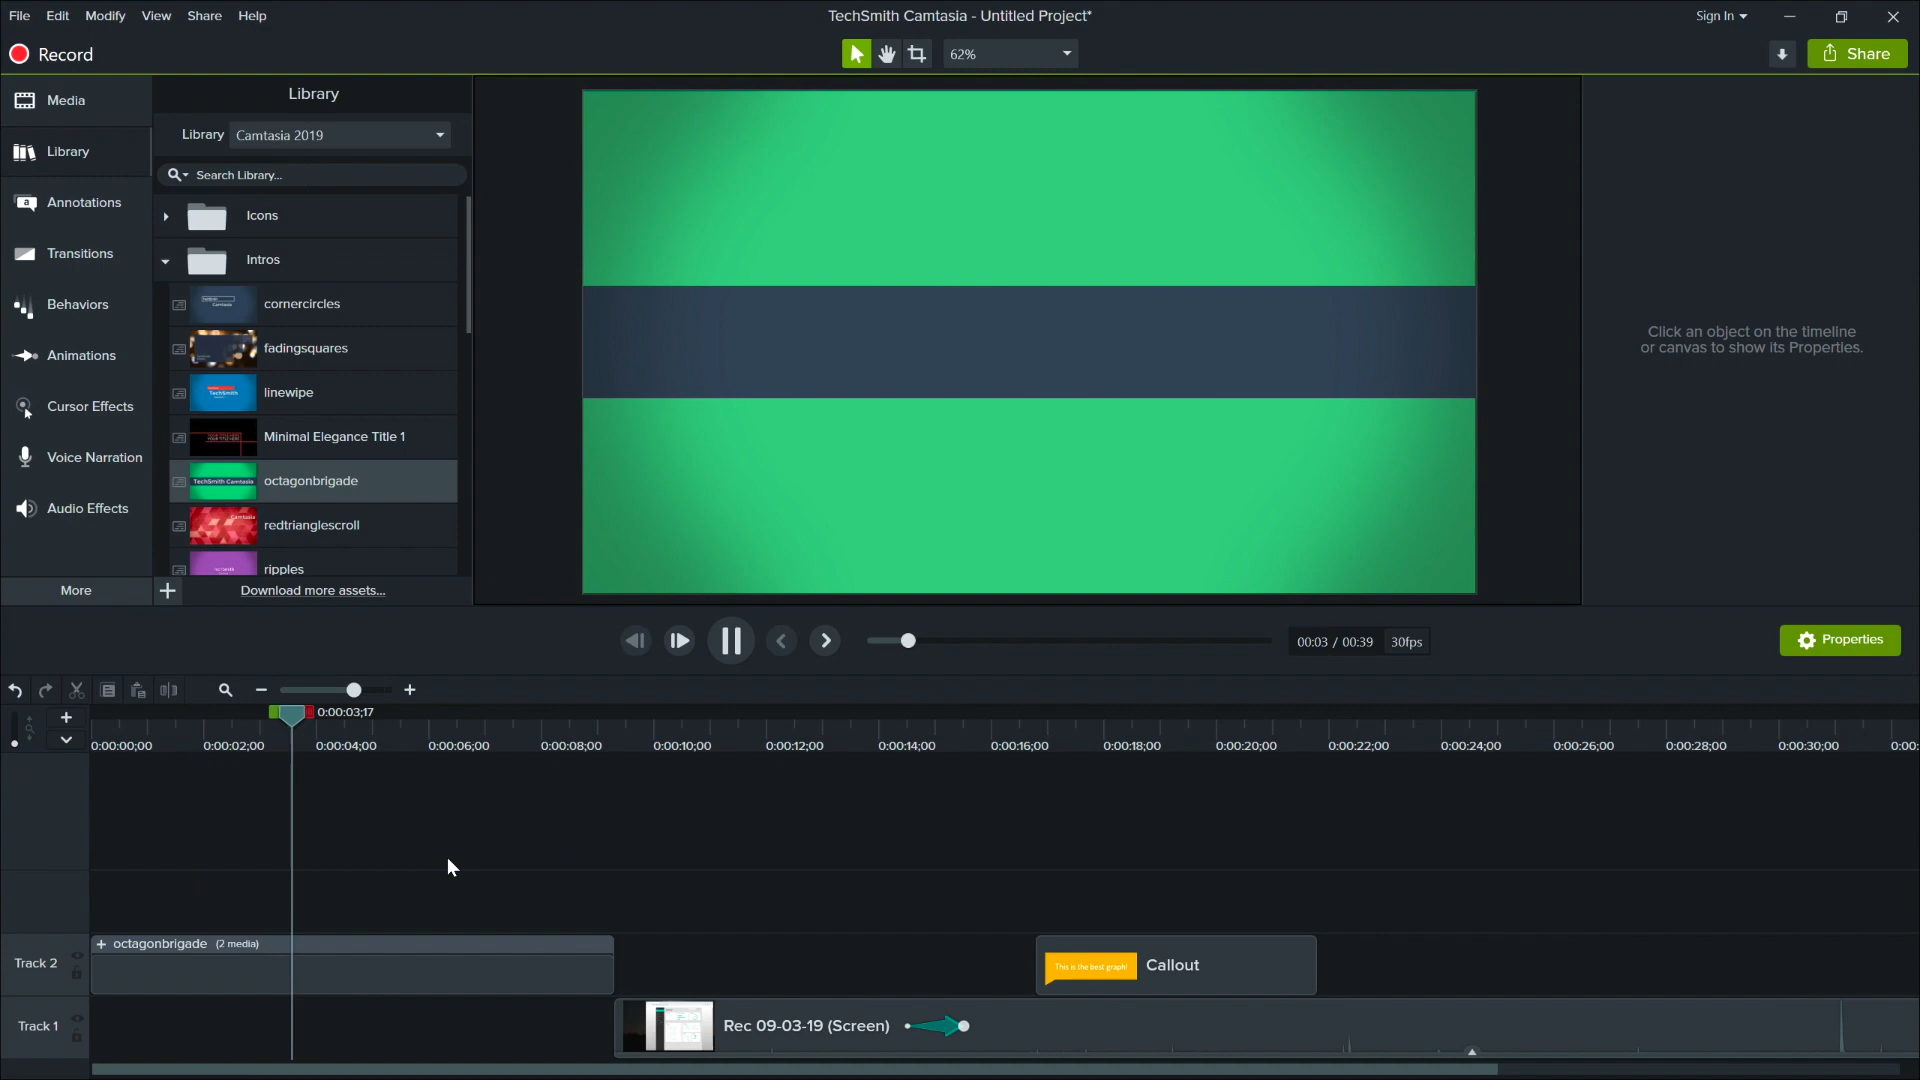 File Edit Modify View Share Help
TechSmith Camtasia - Untitled Project*
Sign In
Record
62%
Share
Media
Library
Annotations
Transitions
Behaviors
Animations
Cursor Effects
Voice Narration
Audio Effects
More
Library
Library Camtasia 2019
Search Library...
Icons
Intros
cornercircles
fadingsquares
linewipe
Minimal Elegance Title 1
TechSmith Camtasia octagonbrigade
redtrianglescroll
ripples
Download more assets...
Click an object on the timeline
or canvas to show its Properties.
00:03 / 00:39 30fps
Properties
0:00:03;17
0:00:00;00 0:00:02;00 0:00:04;00 0:00:06;00 0:00:08;00 0:00:10;00 0:00:12;00 0:00:14;00 0:00:16;00 0:00:18;00 0:00:20;00 0:00:22;00 0:00:24;00 0:00:26;00 0:00:28;00 0:00:30;00 0:00:
Track 2
octagonbrigade (2 media)
This is the best graph! Callout
Track 1
Rec 09-03-19 (Screen)